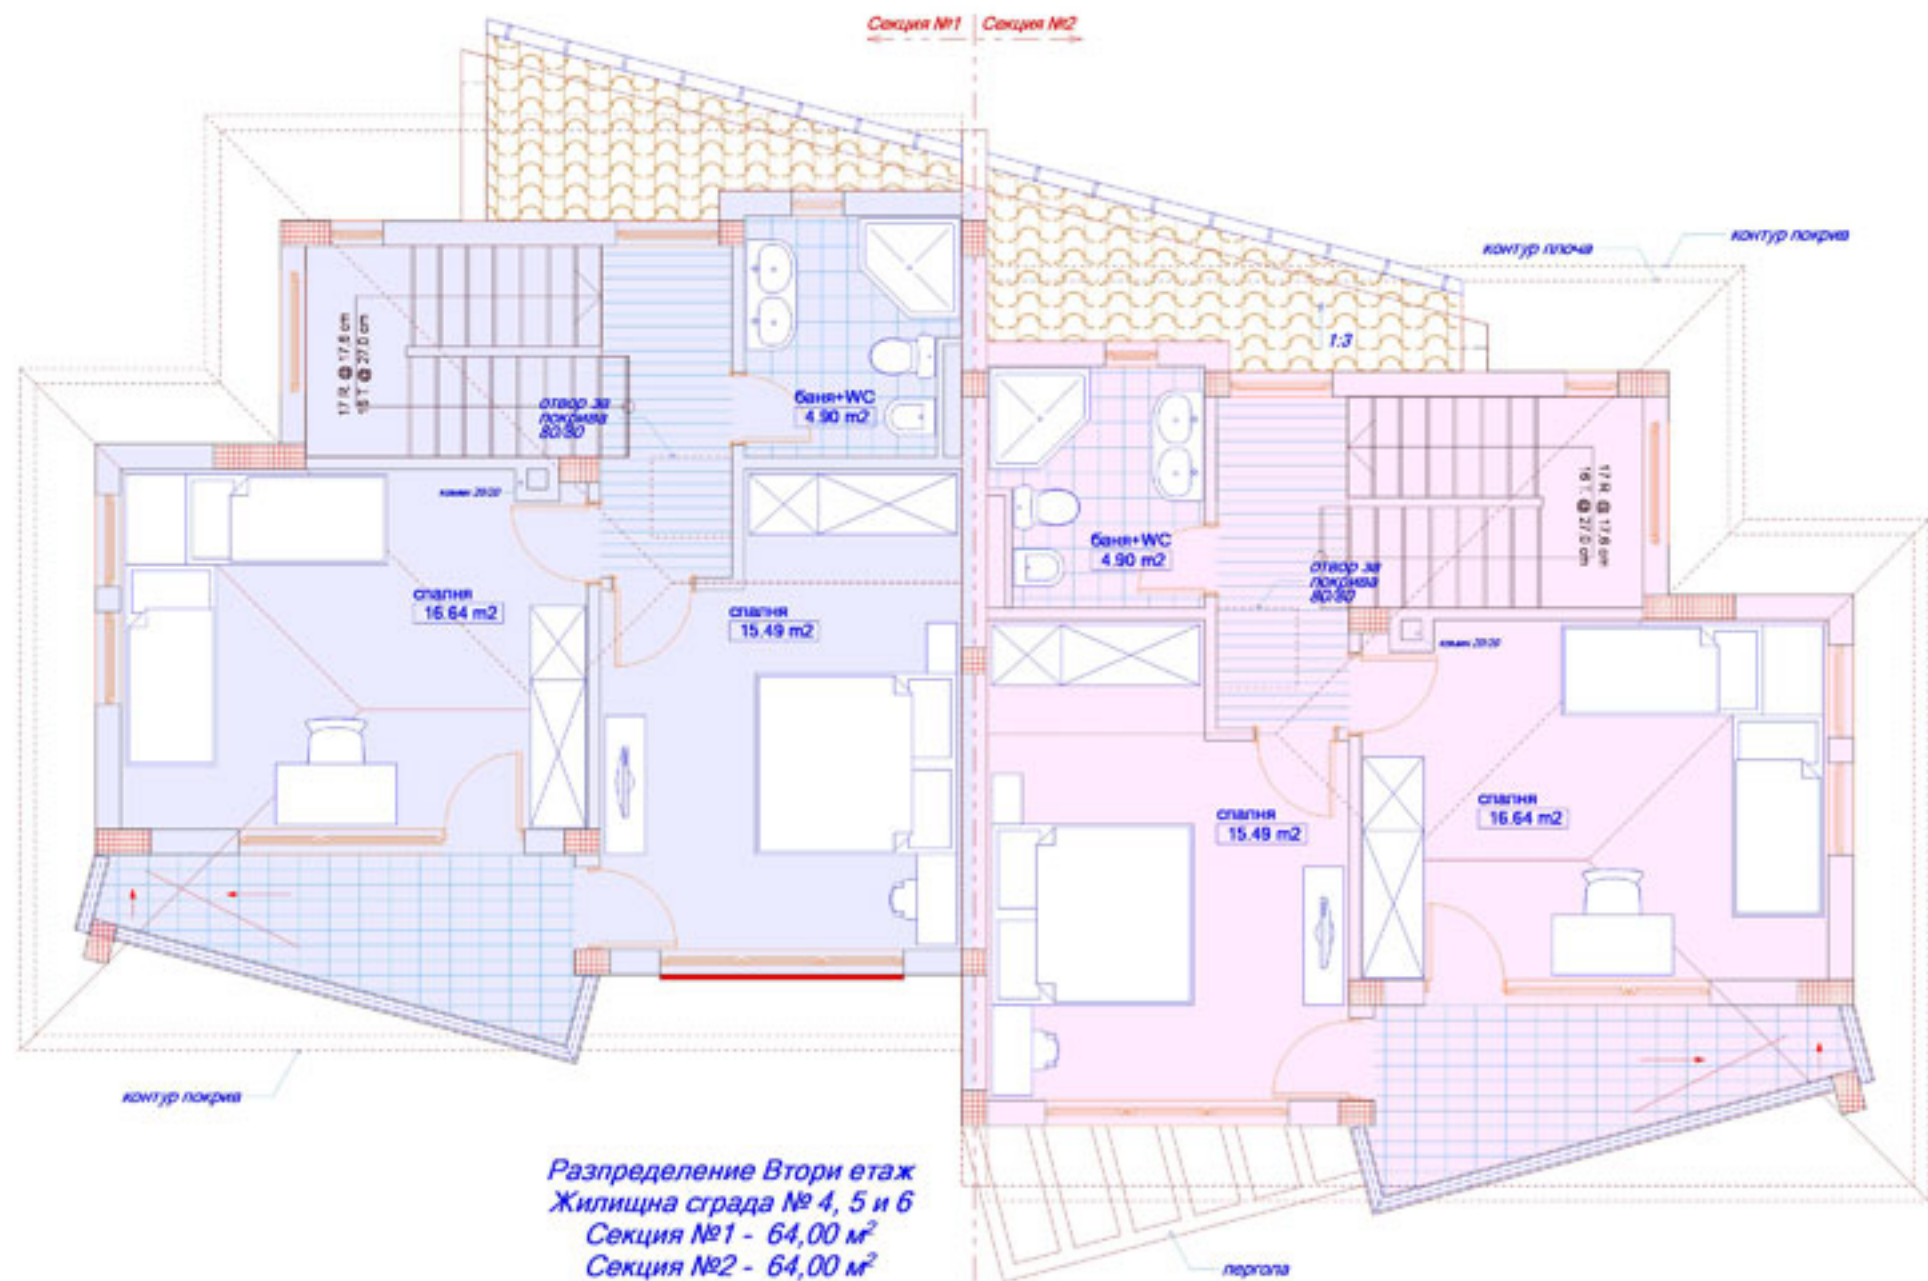 Секция №1
Секция №2
контур плоча
контур покрив
1:3
17 R. @ 17,6 cm
16 T. @ 27,0 cm
отвор за
покрива
80/80
баня+WC
4.90 m2
комин 20/20
спалня
16.64 m2
спалня
15.49 m2
баня+WC
4.90 m2
отвор за
покрива
80/80
17 R. @ 17,6 cm
16 T. @ 27,0 cm
комин 20/20
спалня
15.49 m2
спалня
16.64 m2
контур покрив
пергола
Разпределение Втори етаж
Жилищна сграда № 4, 5 и 6
Секция №1 - 64,00 м²
Секция №2 - 64,00 м²